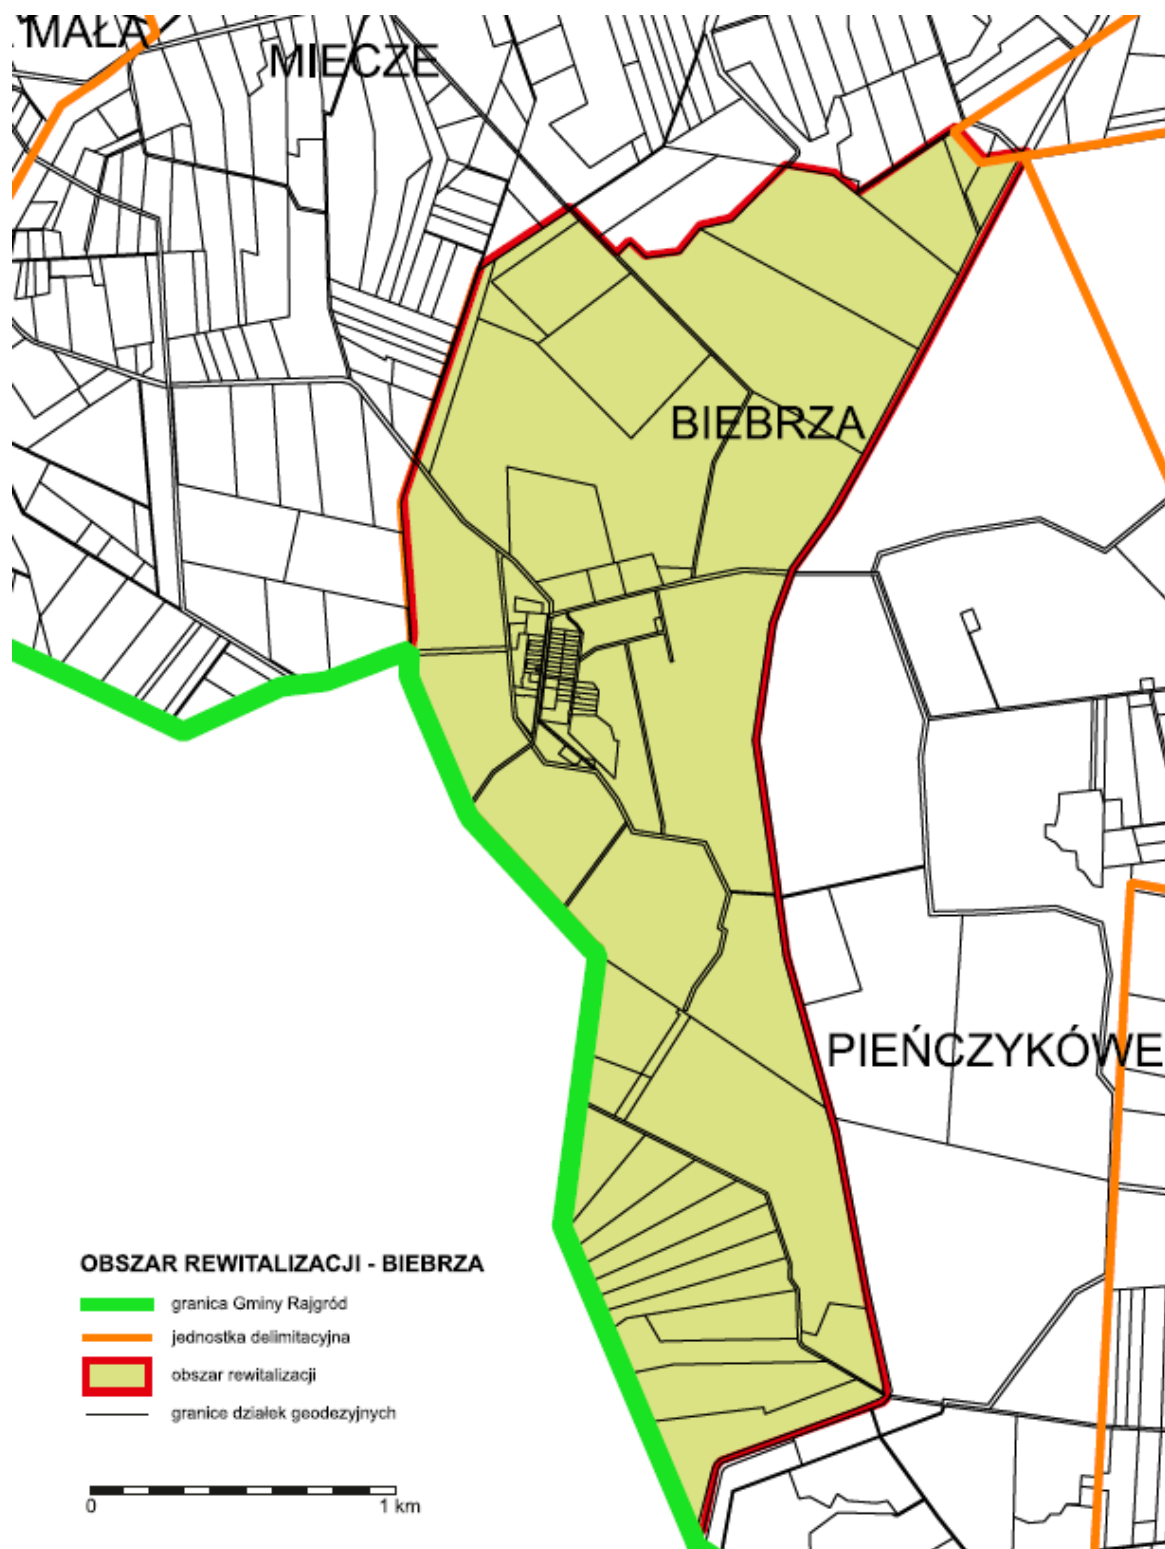 MAŁA
MIECZE
BIEBRZA
PIEŃCZYKÓWE
OBSZAR REWITALIZACJI - BIEBRZA
granica Gminy Rajgród
jednostka delimitacyjna
obszar rewitalizacji
granice działek geodezyjnych
0 1 km